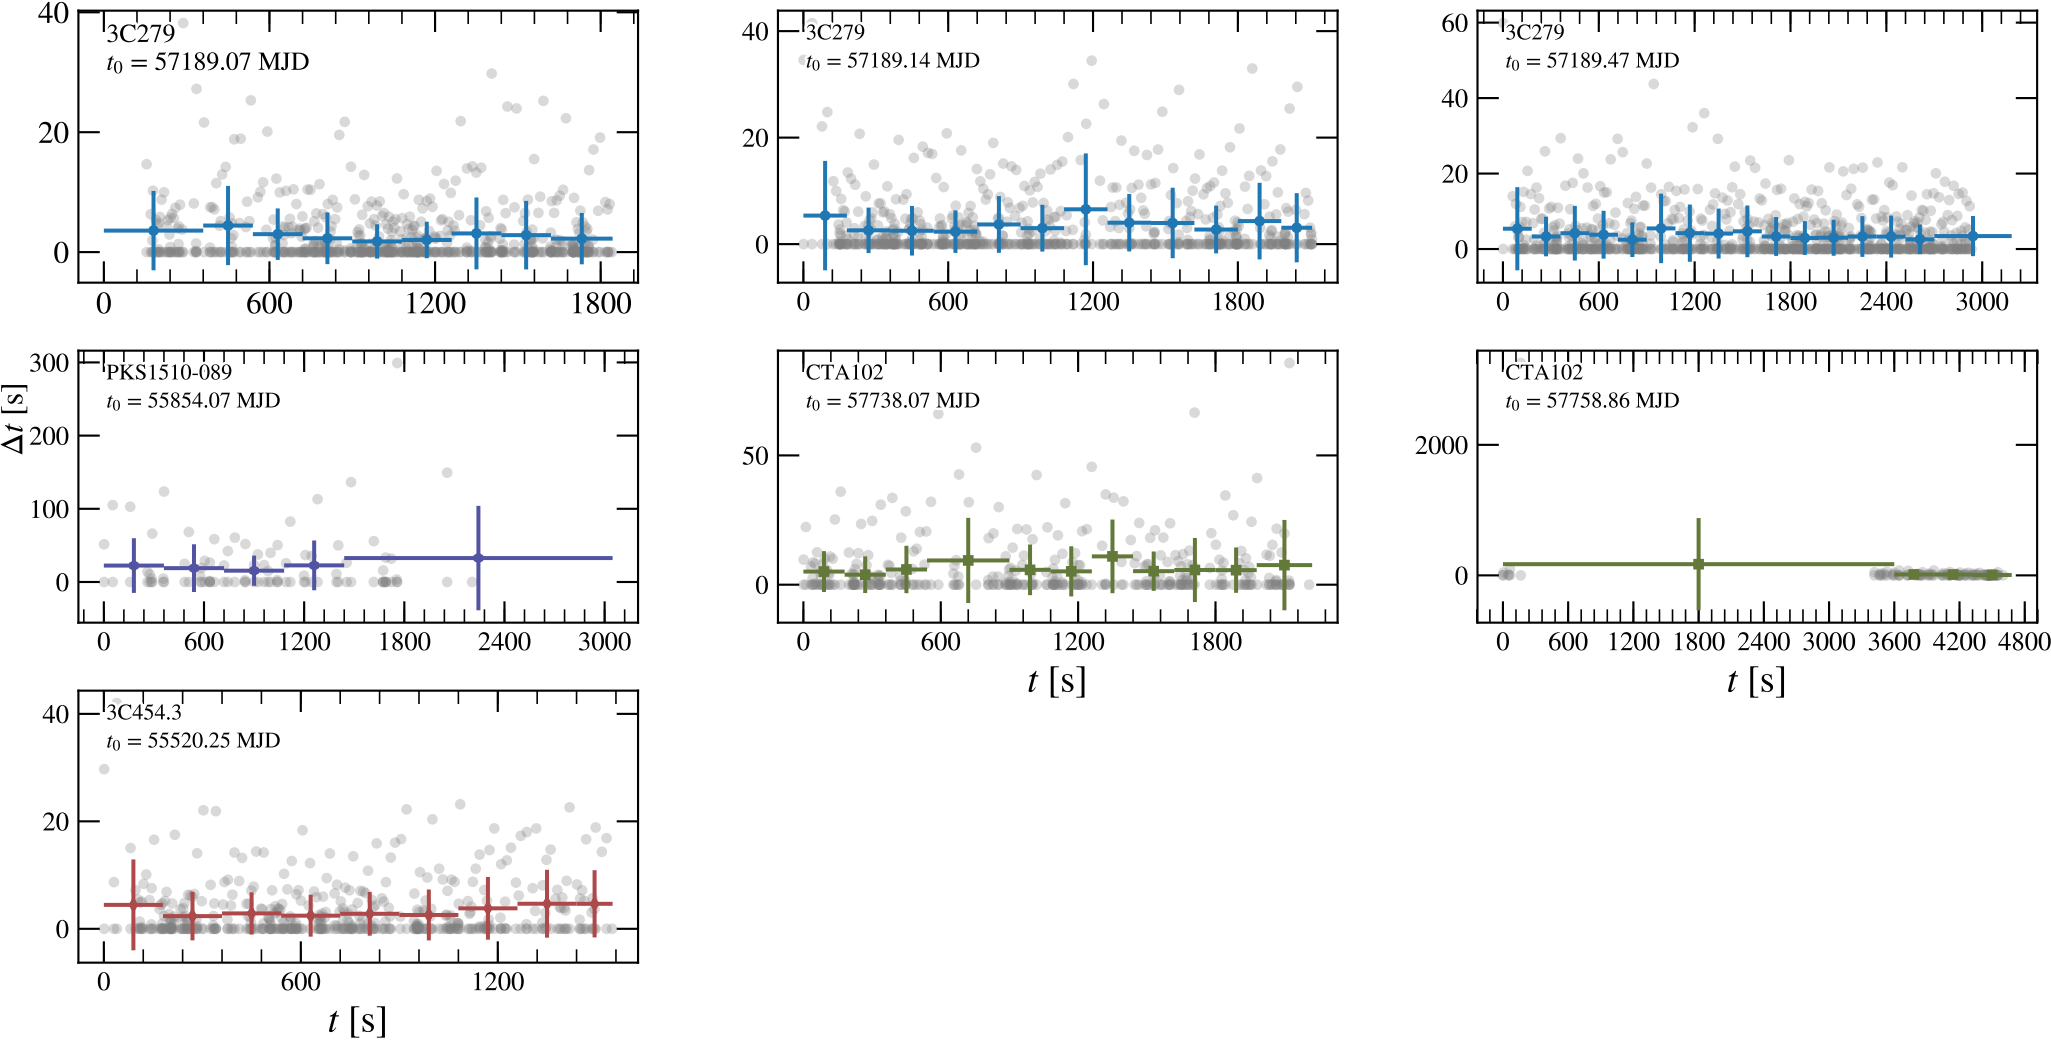 3C279
t₀ = 57189.07 MJD
40
20
0
0 600 1200 1800
3C279
t₀ = 57189.14 MJD
40
20
0
0 600 1200 1800
3C279
t₀ = 57189.47 MJD
60
40
20
0
0 600 1200 1800 2400 3000
Δt [s]
PKS1510-089
t₀ = 55854.07 MJD
300
200
100
0
0 600 1200 1800 2400 3000
CTA102
t₀ = 57738.07 MJD
50
0
0 600 1200 1800
t [s]
CTA102
t₀ = 57758.86 MJD
2000
0
0 600 1200 1800 2400 3000 3600 4200 4800
t [s]
3C454.3
t₀ = 55520.25 MJD
40
20
0
0 600 1200
t [s]